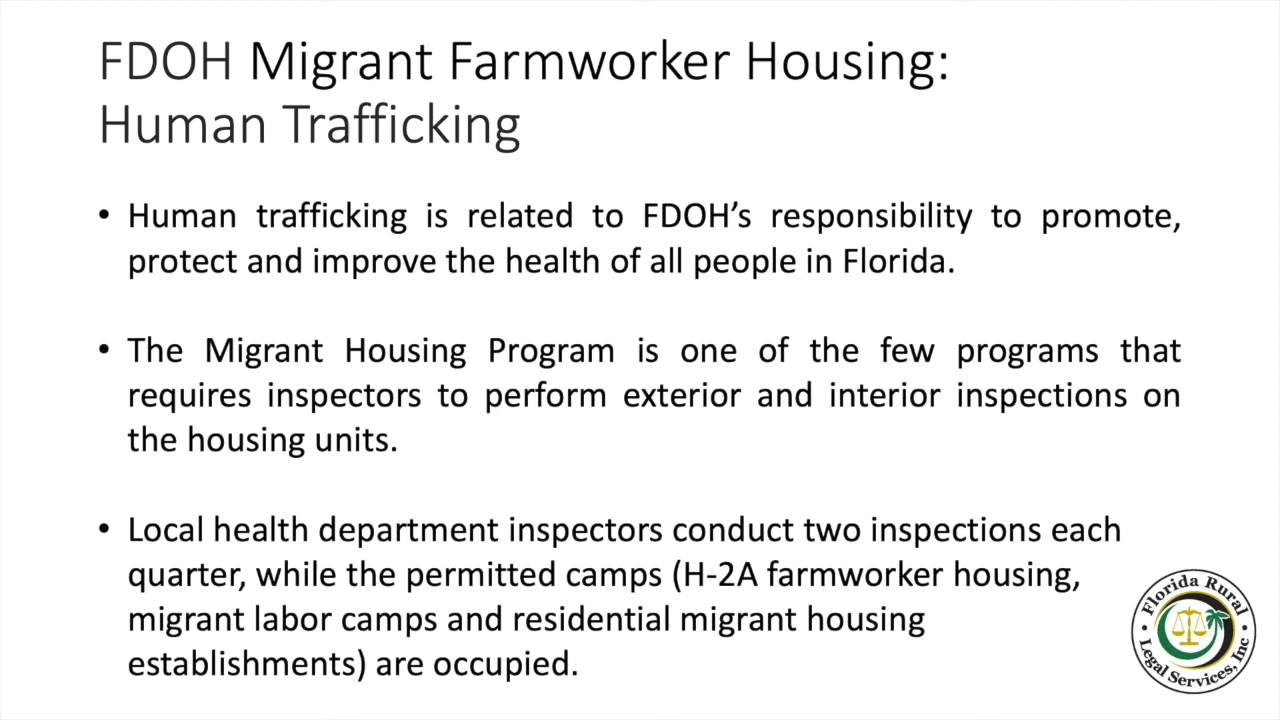 FDOH Migrant Farmworker Housing:
Human Trafficking
• Human trafficking is related to FDOH’s responsibility to promote,
protect and improve the health of all people in Florida.
• The Migrant Housing Program is one of the few programs that
requires inspectors to perform exterior and interior inspections on
the housing units.
• Local health department inspectors conduct two inspections each
quarter, while the permitted camps (H-2A farmworker housing,
migrant labor camps and residential migrant housing
establishments) are occupied.
Florida Rural
Legal Services, Inc